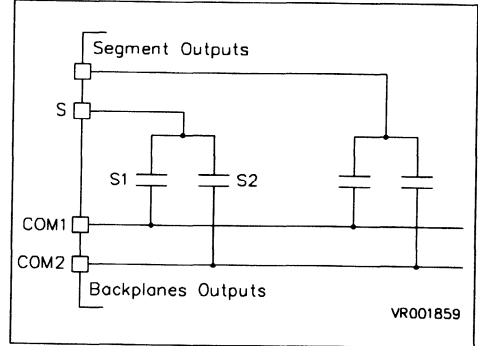 Segment Outputs
S
S1 S2
COM1
COM2
Backplanes Outputs
VR001859